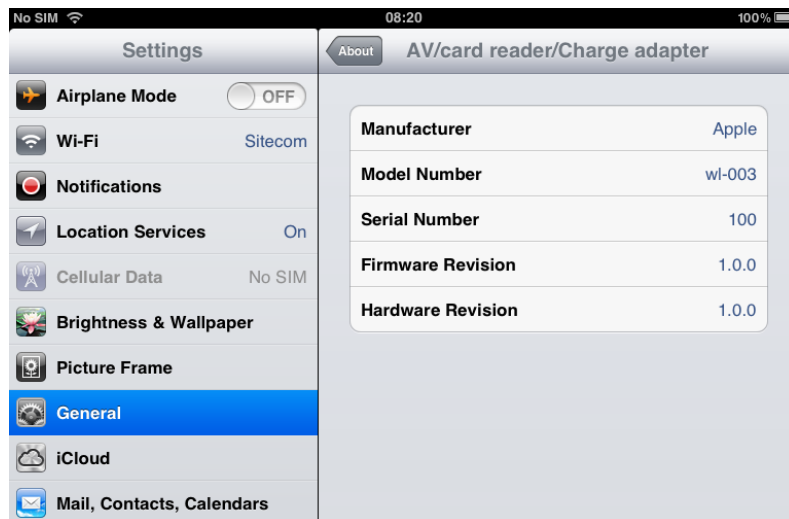 No SIM 08:20 100%
Settings
About AV/card reader/Charge adapter
Airplane Mode OFF
Wi-Fi Sitecom
Notifications
Location Services On
Cellular Data No SIM
Brightness & Wallpaper
Picture Frame
General
iCloud
Mail, Contacts, Calendars
Manufacturer Apple
Model Number wl-003
Serial Number 100
Firmware Revision 1.0.0
Hardware Revision 1.0.0